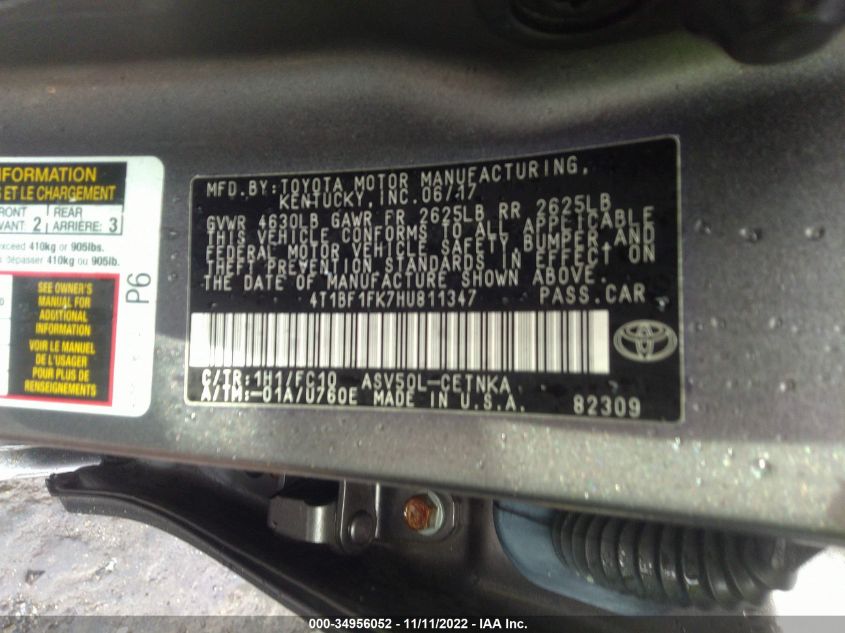 NFORMATION
S ET LE CHARGEMENT
FRONT
VANT: 2
REAR
ARRIÈRE: 3
exceed 410kg or 905lbs.
s dépasser 410kg ou 905lb.
SEE OWNER'S
MANUAL FOR
ADDITIONAL
INFORMATION
VOIR LE MANUEL
DE L'USAGER
POUR PLUS DE
RENSEIGNEMENTS
P6
MFD.BY:TOYOTA MOTOR MANUFACTURING,
KENTUCKY,INC.06/17
GVWR 4630LB GAWR FR 2625LB RR 2625LB
THIS VEHICLE CONFORMS TO ALL APPLICABLE
FEDERAL MOTOR VEHICLE SAFETY,BUMPER,AND
THEFT PREVENTION STANDARDS IN EFFECT ON
THE DATE OF MANUFACTURE SHOWN ABOVE.
4T1BF1FK7HU811347 PASS.CAR
C/TR:1H1/FC10 ASV50L-CETNKA
A/TM:-01A/U760E MADE IN U.S.A. 82309
000-34956052 - 11/11/2022 - IAA Inc.